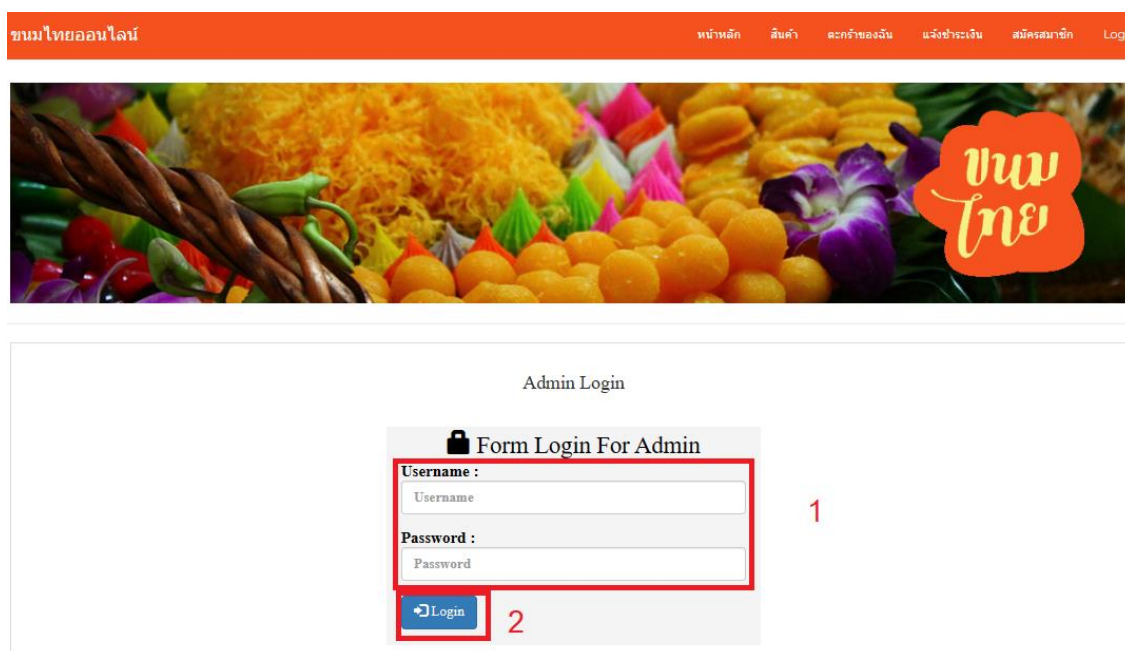 ขนมไทยออนไลน์ หน้าหลัก สินค้า ตะกร้าของฉัน แจ้งชำระเงิน สมัครสมาชิก Log
ขนม
ไทย
Admin Login
Form Login For Admin
Username :
Username
1
Password :
Password
Login
2